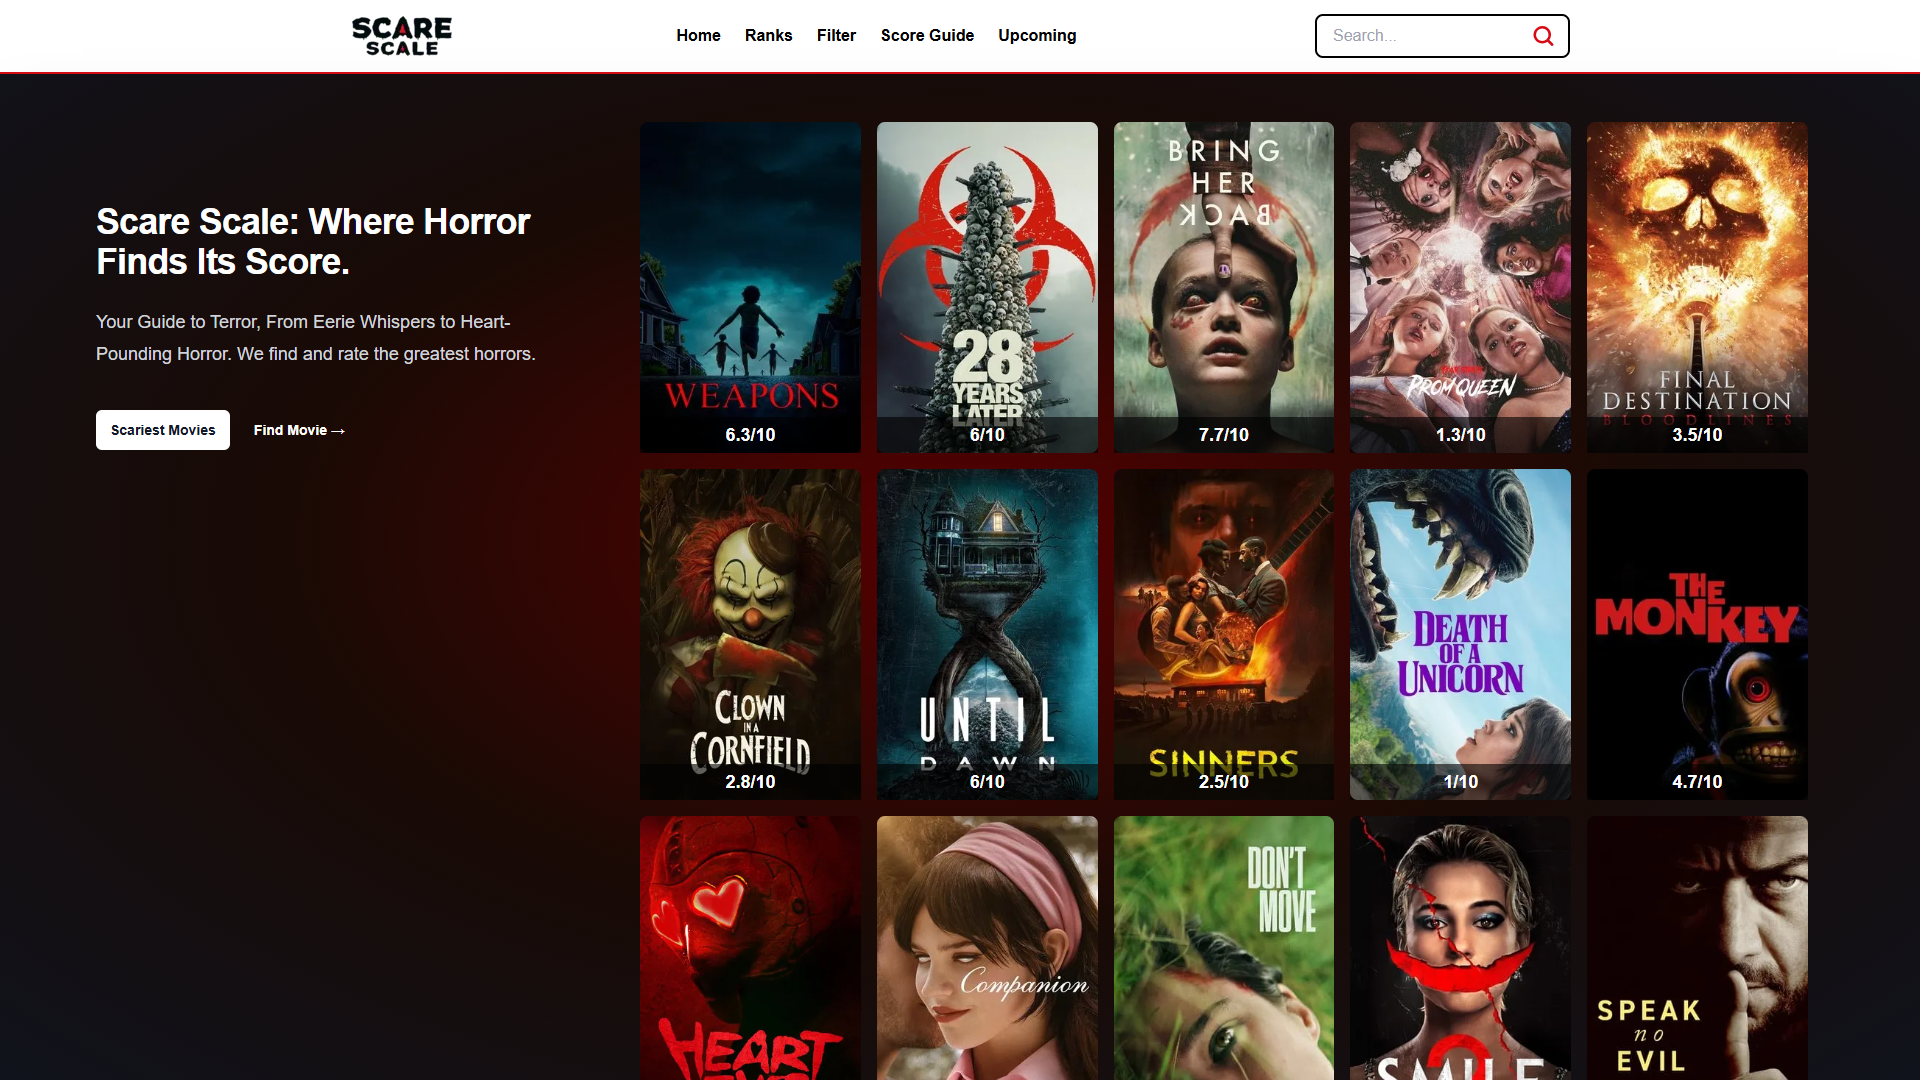 SCARE
SCALE
Home
Ranks
Filter
Score Guide
Upcoming
Search...
Scare Scale: Where Horror
Finds Its Score.
Your Guide to Terror, From Eerie Whispers to Heart-
Pounding Horror. We find and rate the greatest horrors.
Scariest Movies
Find Movie→
WEAPONS
6.3/10
28
YEARS
LATER
6/10
BRING
HER
BACK
7.7/10
PROM QUEEN
1.3/10
FINAL
DESTINATION
BLOODLINES
3.5/10
CLOWN
IN A
CORNFIELD
2.8/10
UNTIL
DAWN
6/10
SINNERS
2.5/10
DEATH
OF A
UNICORN
1/10
THE
MONKEY
4.7/10
HEART
Companion
DON'T
MOVE
SMILE
2
SPEAK
no
EVIL